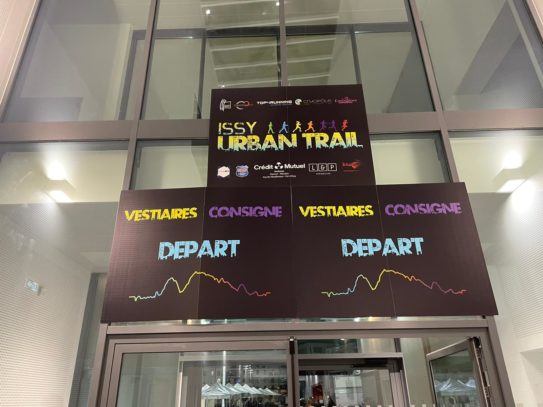 TOP-RUNNING
ISSY
URBAN TRAIL
Crédit Mutuel
L&P
VESTIAIRES CONSIGNE VESTIAIRES CONSIGNE
DEPART DEPART